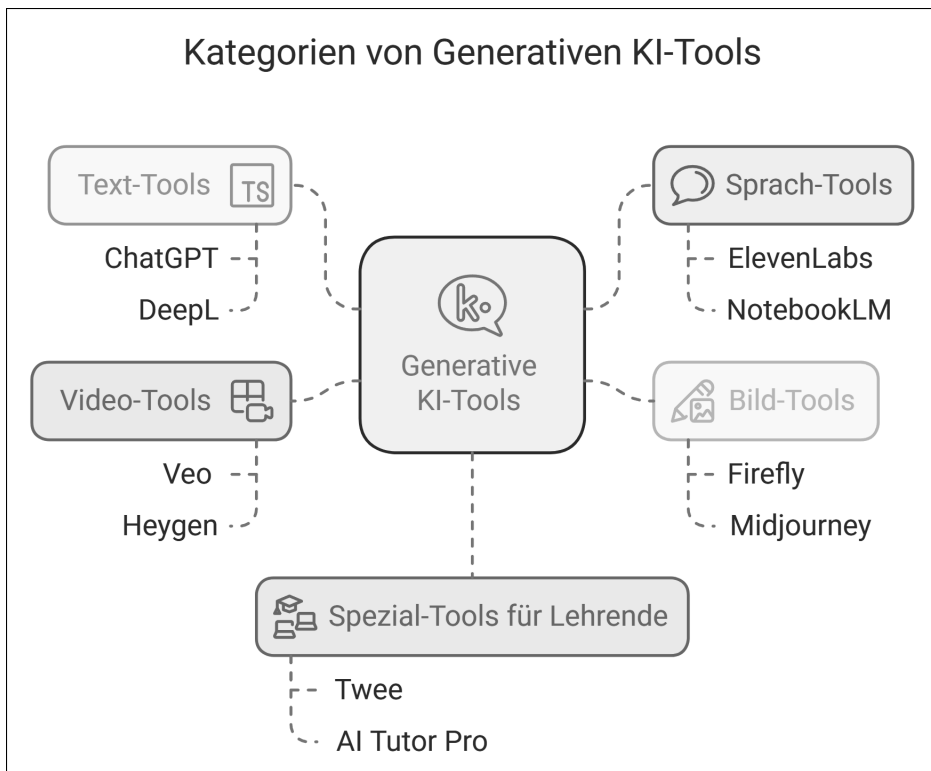 Kategorien von Generativen KI-Tools
Text-Tools
TS
ChatGPT
DeepL
Sprach-Tools
ElevenLabs
NotebookLM
k
Generative
KI-Tools
Video-Tools
Veo
Heygen
Bild-Tools
Firefly
Midjourney
Spezial-Tools für Lehrende
Twee
AI Tutor Pro